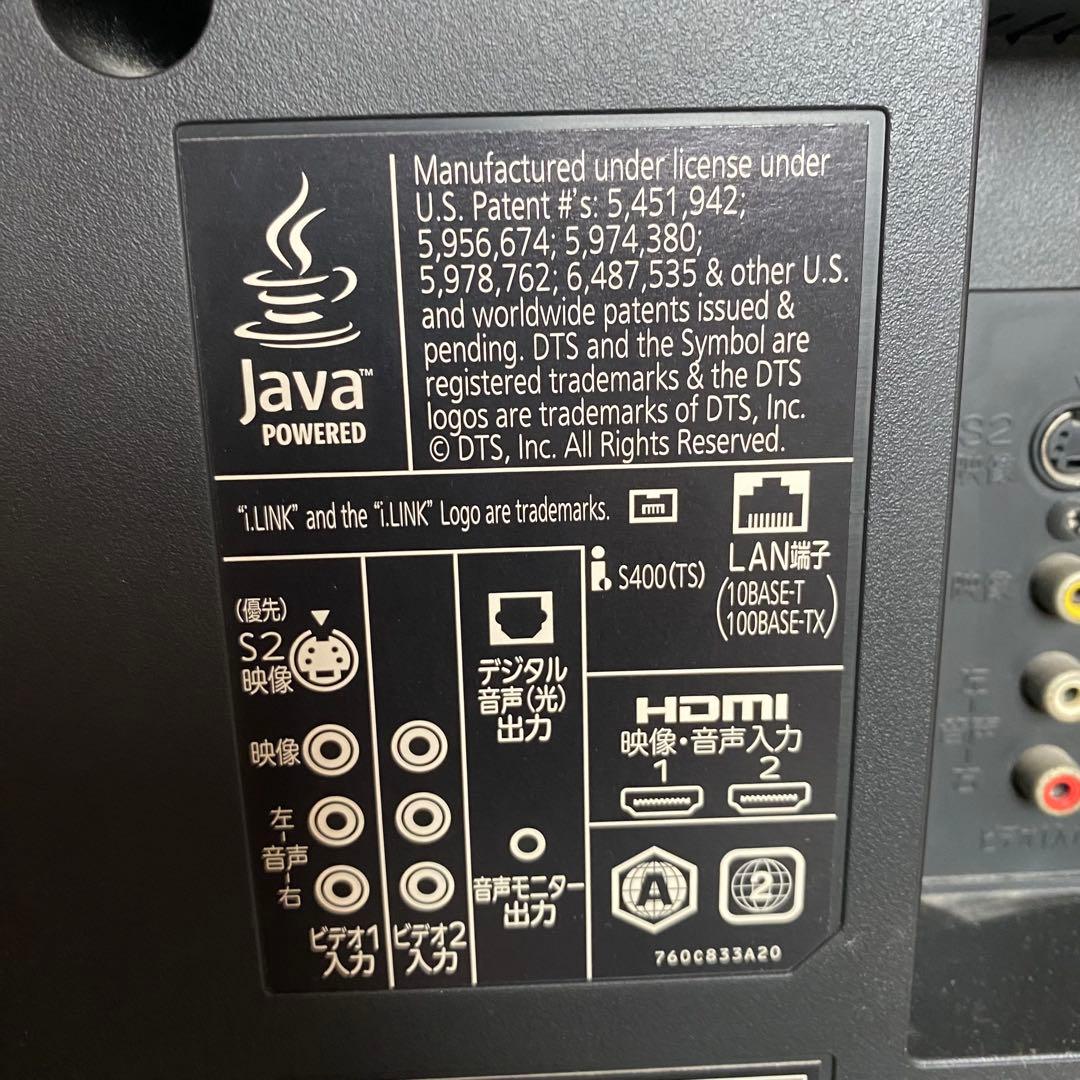 Java™
POWERED
Manufactured under license under
U.S. Patent #'s: 5,451,942;
5,956,674; 5,974,380;
5,978,762; 6,487,535 & other U.S.
and worldwide patents issued &
pending. DTS and the Symbol are
registered trademarks & the DTS
logos are trademarks of DTS, Inc.
© DTS, Inc. All Rights Reserved.
"i.LINK" and the "i.LINK" Logo are trademarks.
S400(TS)
LAN端子
(10BASE-T
100BASE-TX)
(優先)
S2
映像
映像
左
音声
右
ビデオ1
入力
ビデオ2
入力
デジタル
音声(光)
出力
音声モニター
出力
HDMI
映像・音声入力
1 2
A 2
760C833A20
S2
映像
映像
左
音声
右